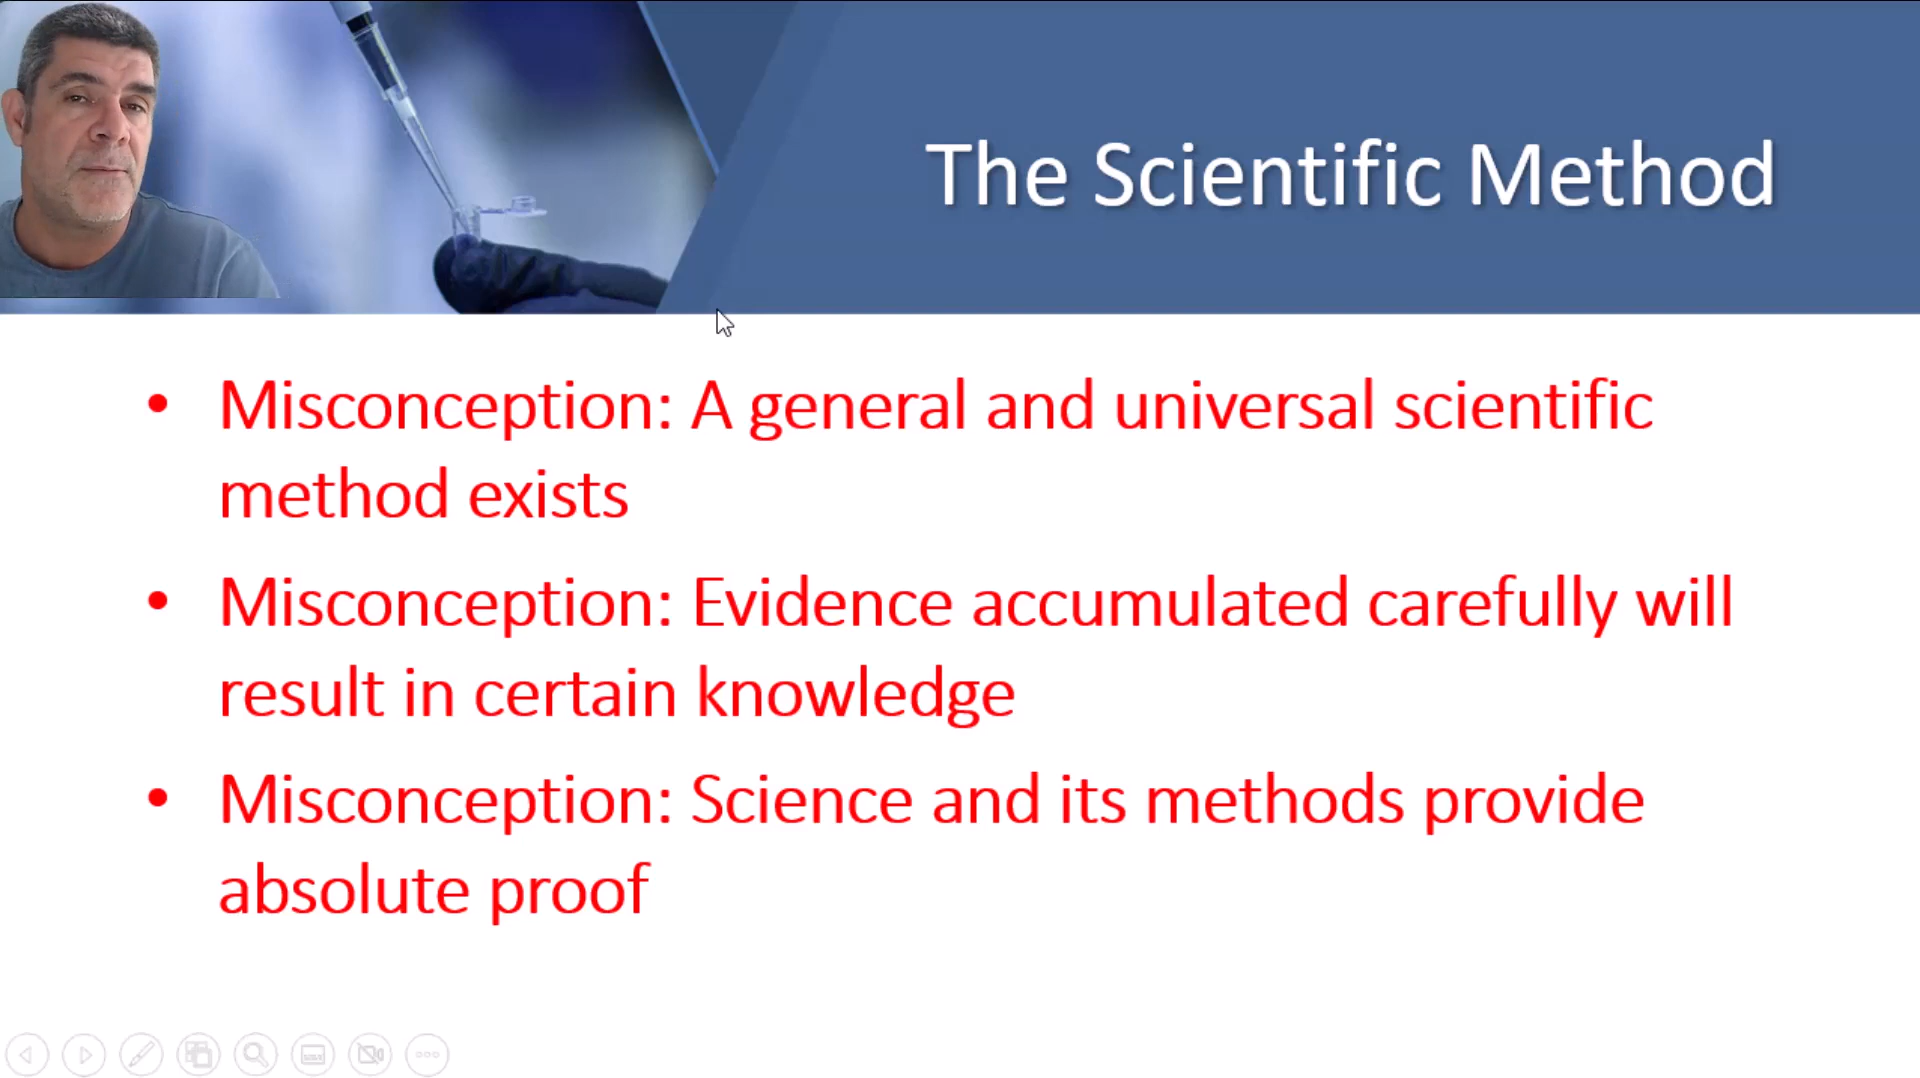 The Scientific Method
• Misconception: A general and universal scientific
method exists
• Misconception: Evidence accumulated carefully will
result in certain knowledge
• Misconception: Science and its methods provide
absolute proof